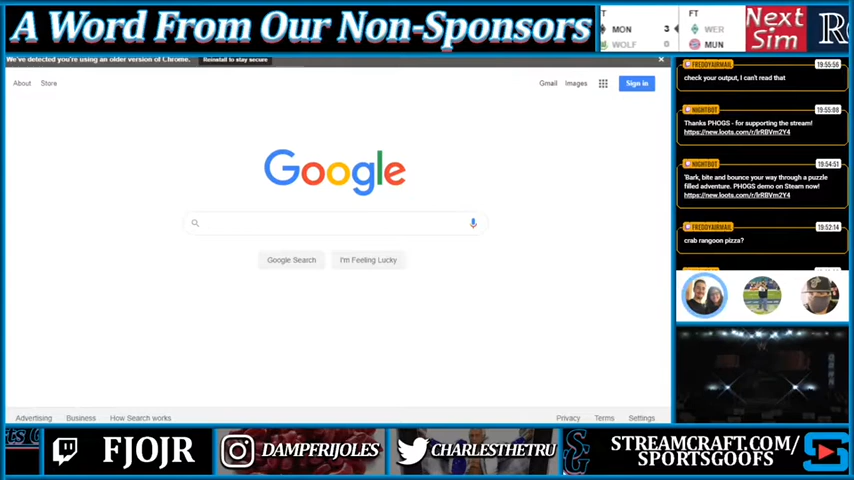 A Word From Our Non-Sponsors
T
MON 3
WOLF 0
FT
WER
MUN
Next
Sim
We've detected you're using an older version of Chrome. Reinstall to stay secure
About Store
Gmail Images
Sign in
Google
Google Search I'm Feeling Lucky
Advertising Business How Search works
Privacy Terms Settings
FREDDYAIRMAIL 19:55:56
check your output, I can't read that
NIGHTBOT 19:55:08
Thanks PHOGS - for supporting the stream!
https://new.loots.com/r/lrRBVm2Y4
NIGHTBOT 19:54:51
'Bark, bite and bounce your way through a puzzle
filled adventure. PHOGS demo on Steam now!
https://new.loots.com/r/lrRBVm2Y4
FREDDYAIRMAIL 19:52:14
crab rangoon pizza?
FJOJR
DAMPFRIJOLES
CHARLESTHETRU
STREAMCRAFT.COM/
SPORTSGOOFS